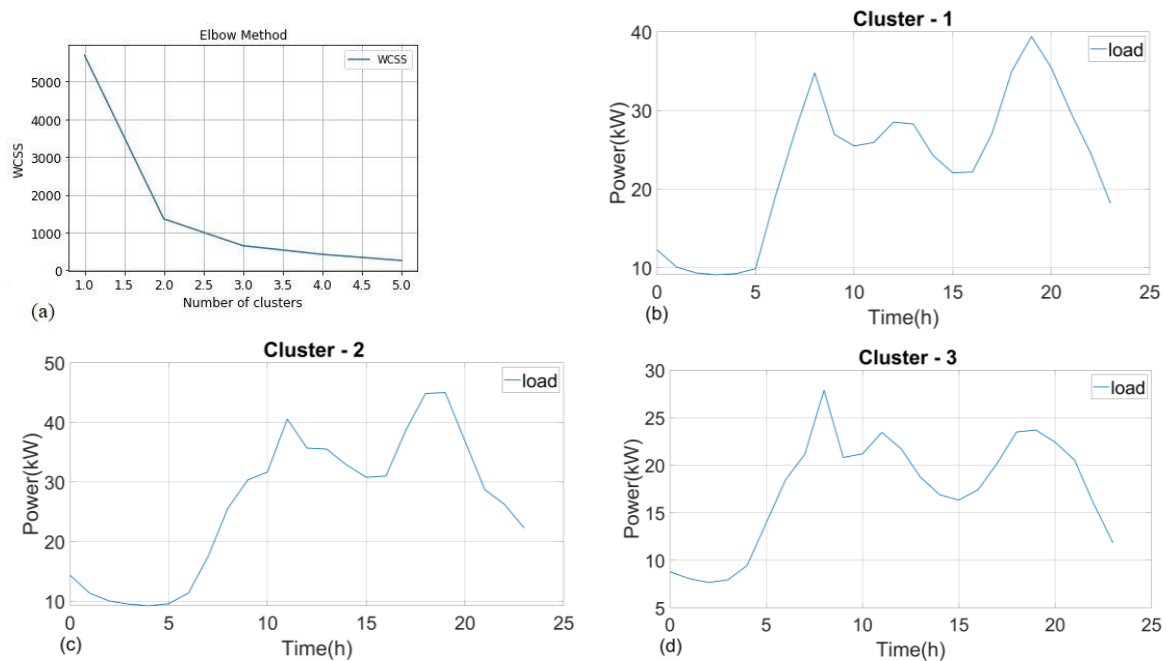 Elbow Method
WCSS
5000
4000
3000
2000
1000
0
WCSS
1.0 1.5 2.0 2.5 3.0 3.5 4.0 4.5 5.0
Number of clusters
(a)
Cluster - 1
load
40
30
20
10
Power(kW)
0 5 10 15 20 25
Time(h)
(b)
Cluster - 2
load
50
40
30
20
10
Power(kW)
0 5 10 15 20 25
Time(h)
(c)
Cluster - 3
load
30
25
20
15
10
5
Power(kW)
0 5 10 15 20 25
Time(h)
(d)